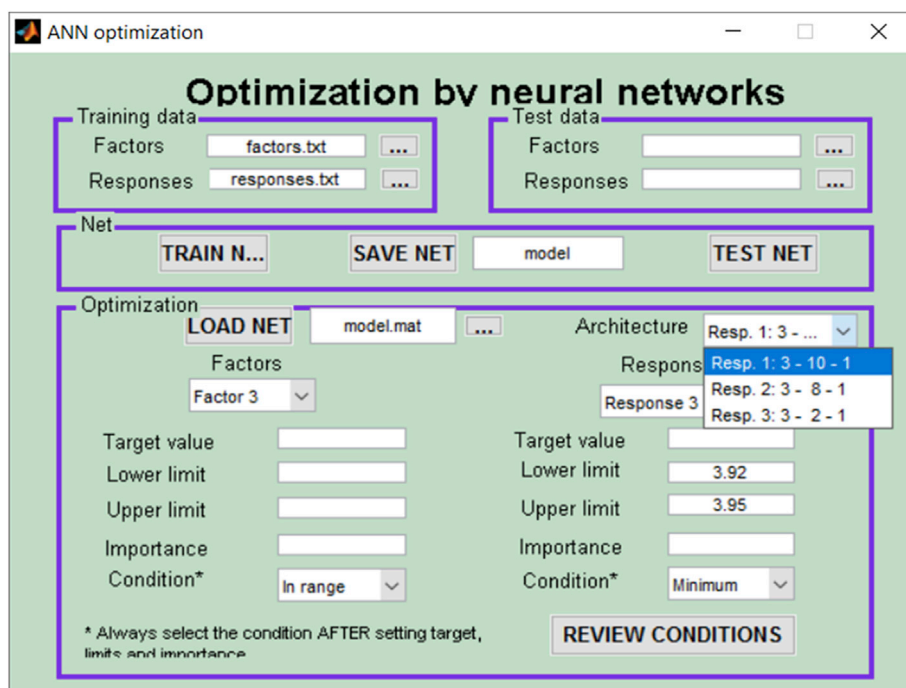 ANN optimization
Optimization by neural networks
Training data
Factors factors.txt ...
Responses responses.txt ...
Test data
Factors ...
Responses ...
Net
TRAIN N... SAVE NET model TEST NET
Optimization
LOAD NET model.mat ... Architecture Resp. 1: 3 - ...
Resp. 1: 3 - 10 - 1
Resp. 2: 3 - 8 - 1
Resp. 3: 3 - 2 - 1
Factors
Factor 3
Target value
Lower limit
Upper limit
Importance
Condition* In range
Respons
Response 3
Target value
Lower limit 3.92
Upper limit 3.95
Importance
Condition* Minimum
* Always select the condition AFTER setting target,
limits and importance
REVIEW CONDITIONS